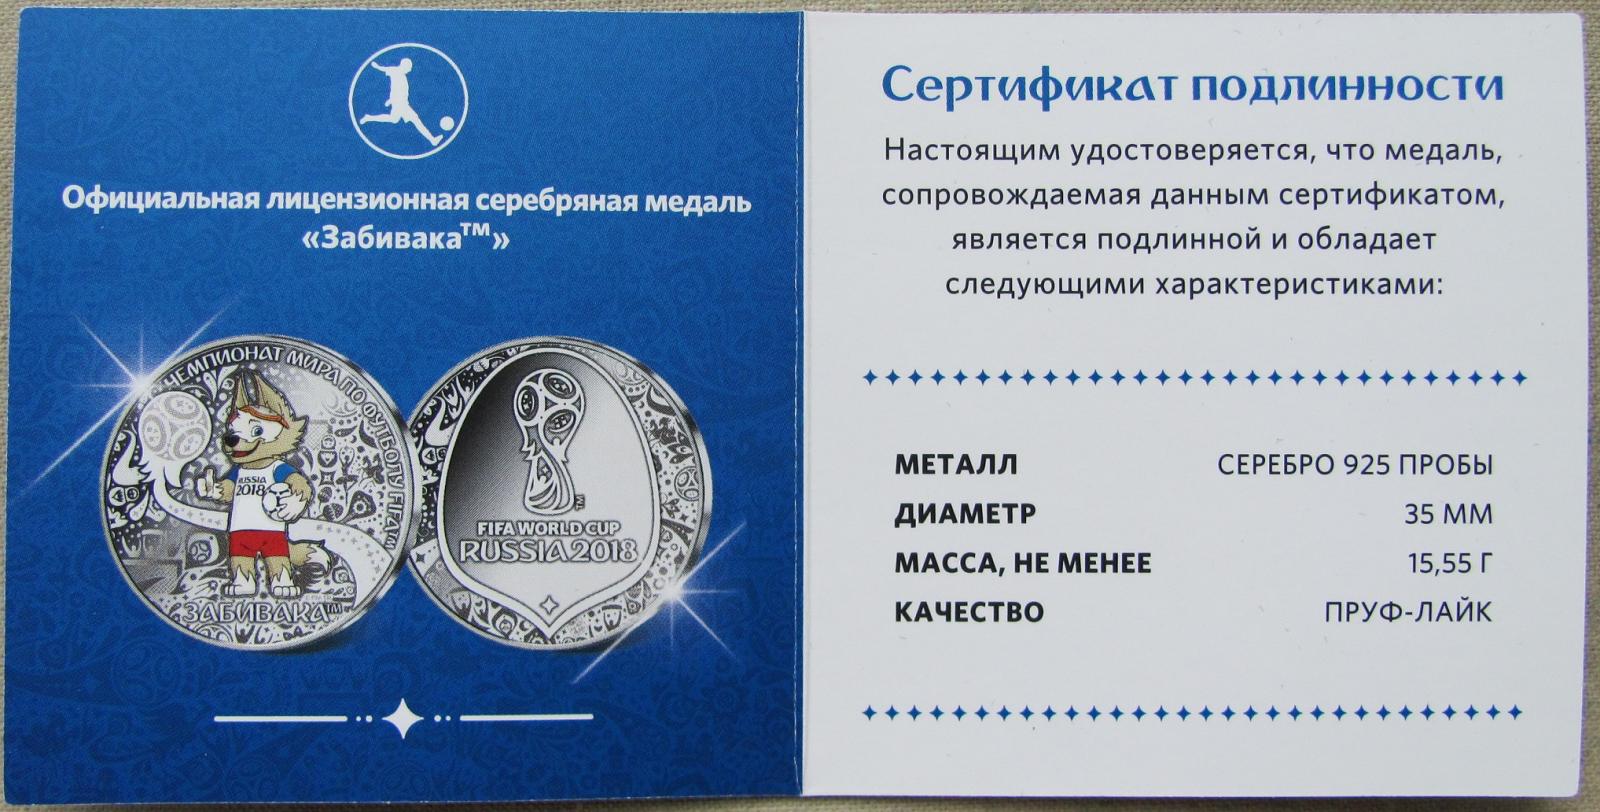 Официальная лицензионная серебряная медаль
«Забивака™»
ЧЕМПИОНАТ МИРА ПО ФУТБОЛУ FIFA™
RUSSIA
2018
ЗАБИВАКА™
™
FIFA WORLD CUP
RUSSIA 2018
Сертификат подлинности
Настоящим удостоверяется, что медаль,
сопровождаемая данным сертификатом,
является подлинной и обладает
следующими характеристиками:
МЕТАЛЛ СЕРЕБРО 925 ПРОБЫ
ДИАМЕТР 35 ММ
МАССА, НЕ МЕНЕЕ 15,55 Г
КАЧЕСТВО ПРУФ-ЛАЙК